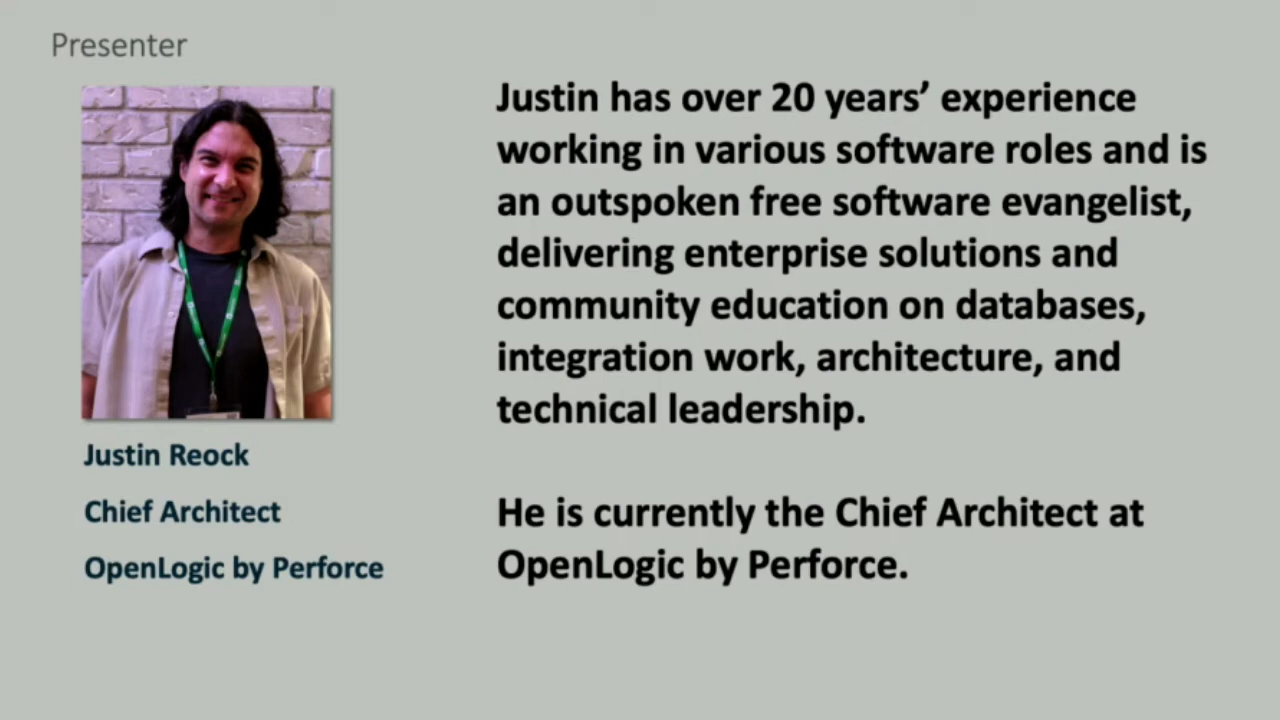 Presenter
Justin has over 20 years’ experience
working in various software roles and is
an outspoken free software evangelist,
delivering enterprise solutions and
community education on databases,
integration work, architecture, and
technical leadership.
He is currently the Chief Architect at
OpenLogic by Perforce.
Justin Reock
Chief Architect
OpenLogic by Perforce